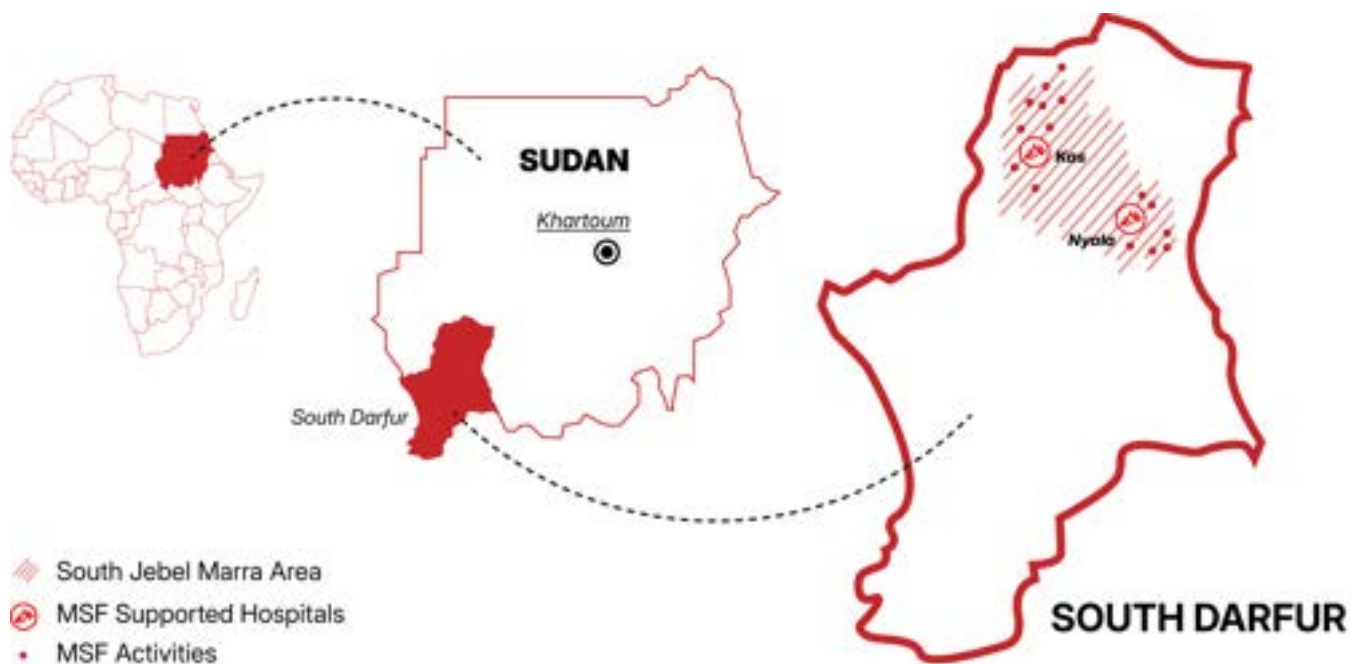 SUDAN
Khartoum
South Darfur
Kas
Nyala
South Jebel Marra Area
MSF Supported Hospitals
MSF Activities
SOUTH DARFUR